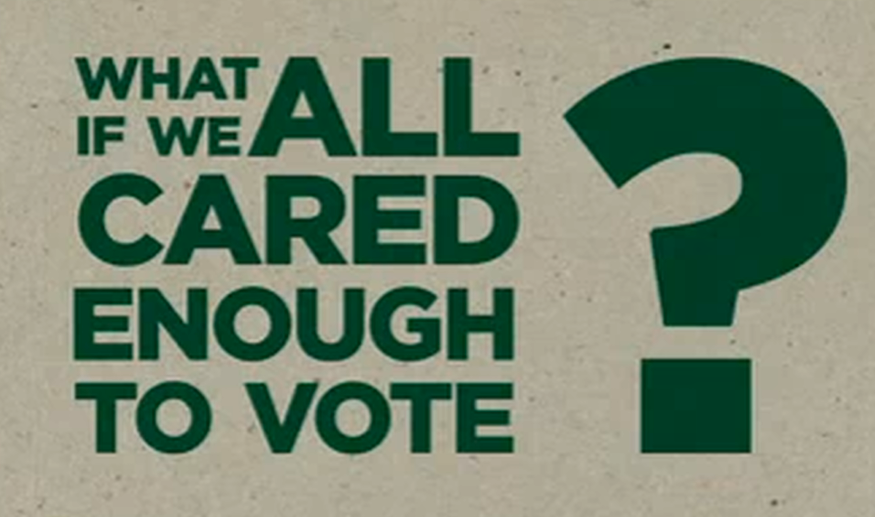 WHAT
IF WE ALL
CARED
ENOUGH
TO VOTE ?